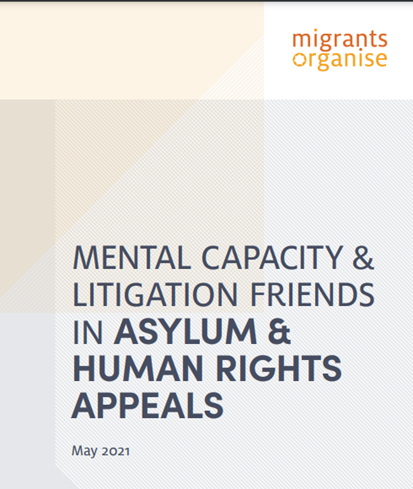 migrants
organise
MENTAL CAPACITY &
LITIGATION FRIENDS
IN ASYLUM &
HUMAN RIGHTS
APPEALS
May 2021